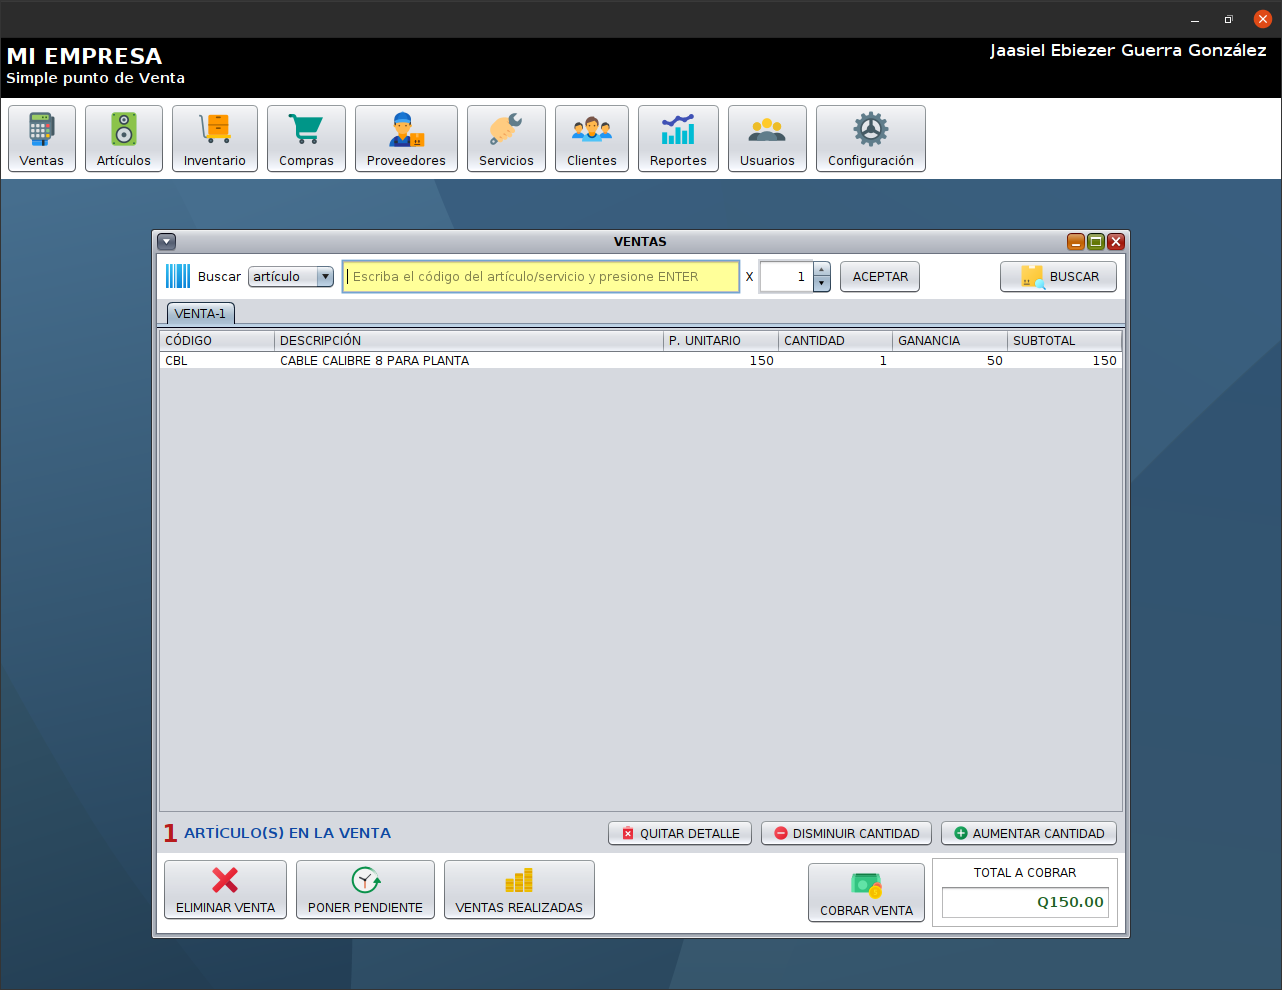 MI EMPRESA
Simple punto de Venta
Jaasiel Ebiezer Guerra González
Ventas Artículos Inventario Compras Proveedores Servicios Clientes Reportes Usuarios Configuración
VENTAS
Buscar artículo Escriba el código del artículo/servicio y presione ENTER X 1 ACEPTAR BUSCAR
VENTA-1
CÓDIGO DESCRIPCIÓN P. UNITARIO CANTIDAD GANANCIA SUBTOTAL
CBL CABLE CALIBRE 8 PARA PLANTA 150 1 50 150
1 ARTÍCULO(S) EN LA VENTA QUITAR DETALLE DISMINUIR CANTIDAD AUMENTAR CANTIDAD
ELIMINAR VENTA PONER PENDIENTE VENTAS REALIZADAS COBRAR VENTA
TOTAL A COBRAR
Q150.00